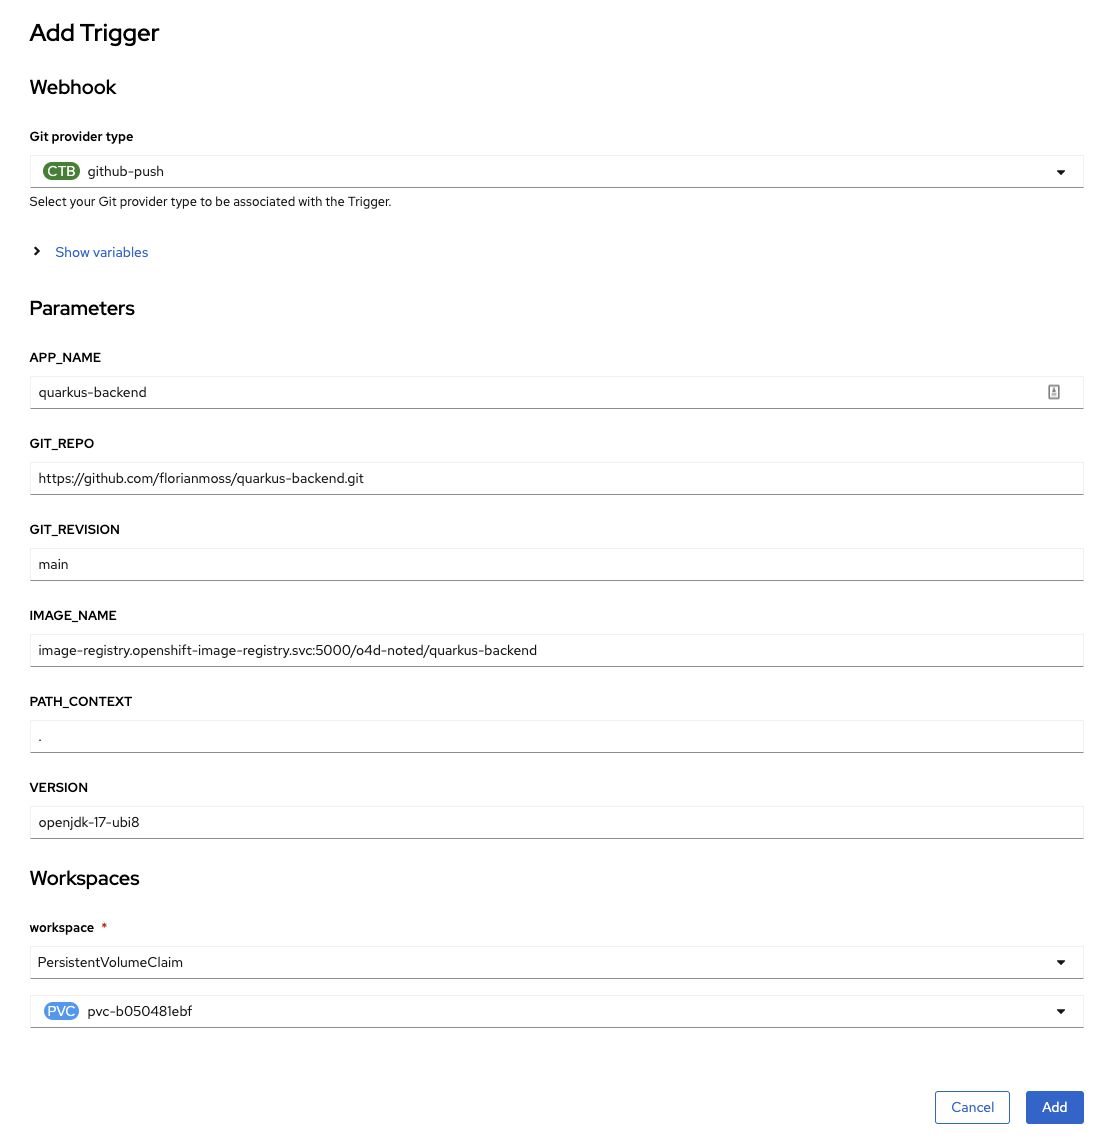 Add Trigger
Webhook
Git provider type
CTB github-push
Select your Git provider type to be associated with the Trigger.
Show variables
Parameters
APP_NAME
quarkus-backend
GIT_REPO
https://github.com/florianmoss/quarkus-backend.git
GIT_REVISION
main
IMAGE_NAME
image-registry.openshift-image-registry.svc:5000/o4d-noted/quarkus-backend
PATH_CONTEXT
.
VERSION
openjdk-17-ubi8
Workspaces
workspace *
PersistentVolumeClaim
PVC pvc-b050481ebf
Cancel Add